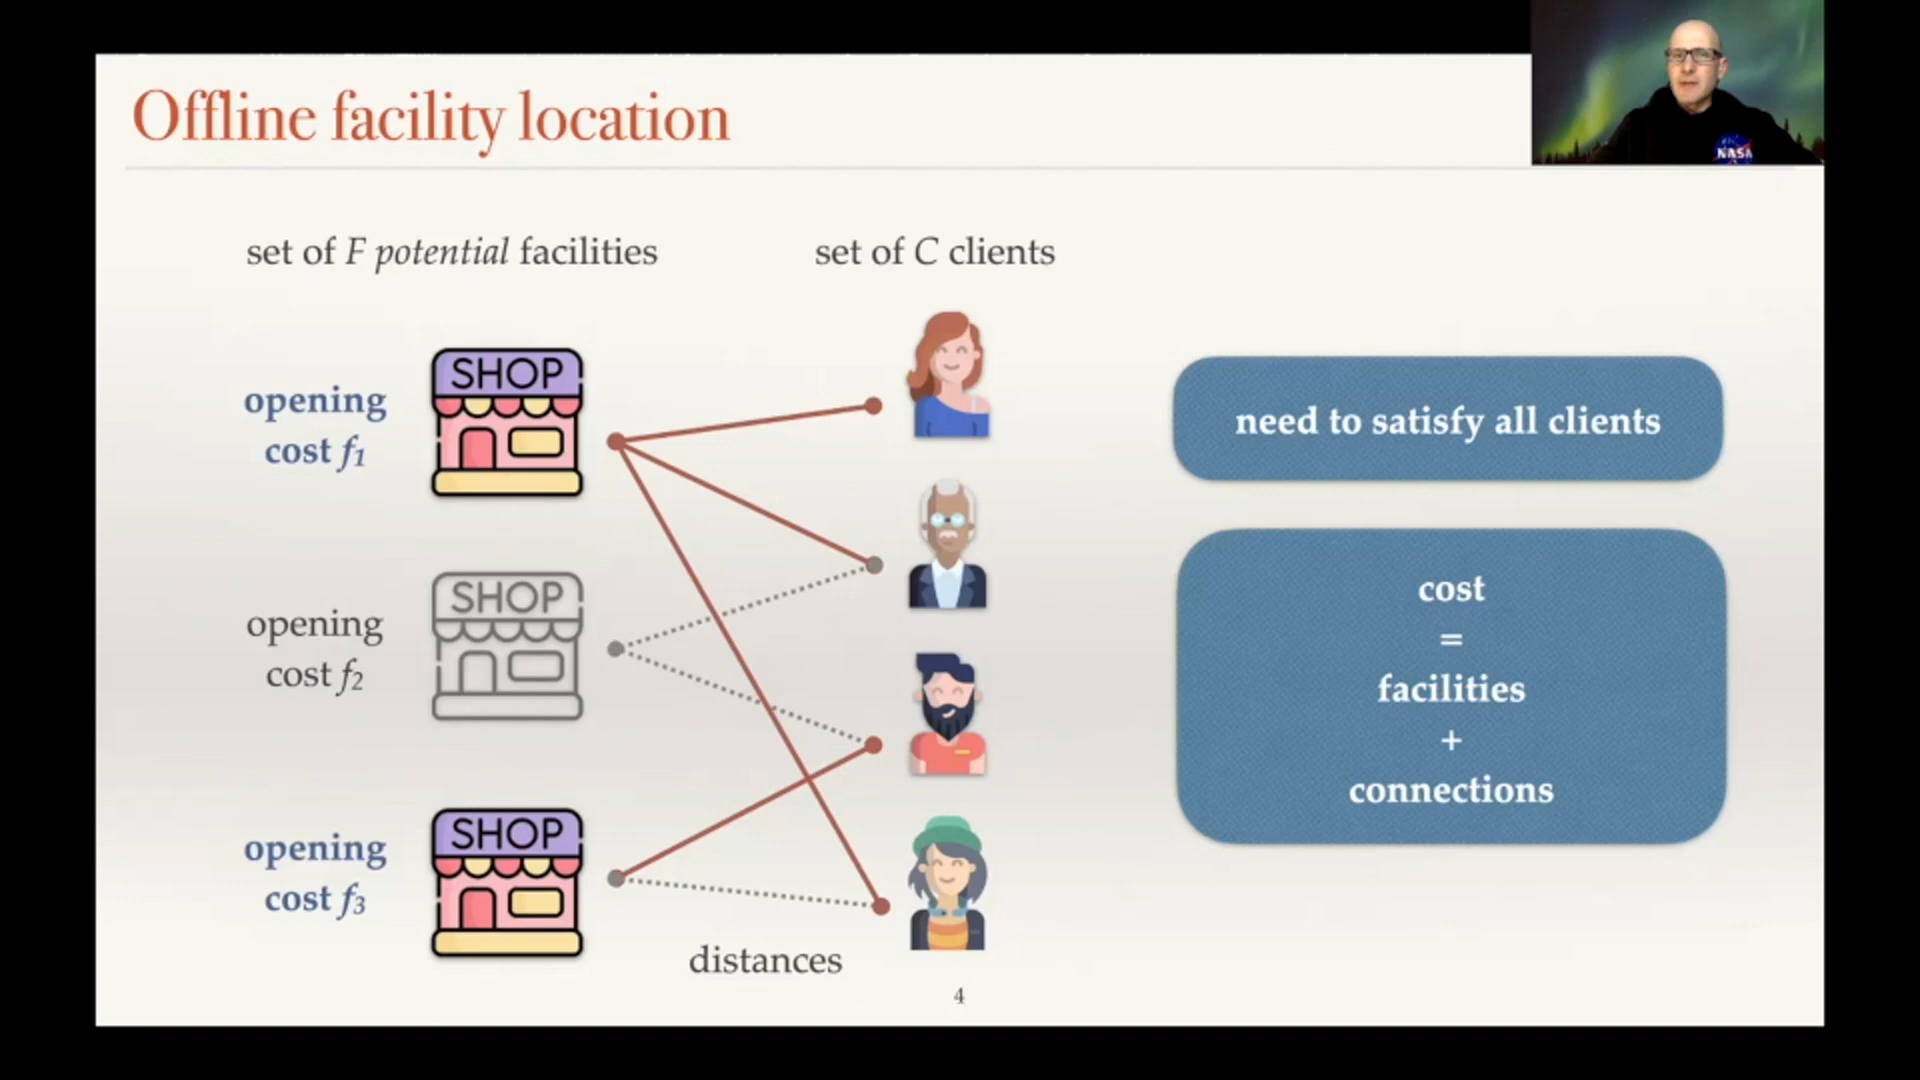 Offline facility location
NASA
set of F potential facilities
set of C clients
opening
cost f₁
SHOP
opening
cost f₂
SHOP
opening
cost f₃
SHOP
distances
need to satisfy all clients
cost
=
facilities
+
connections
4